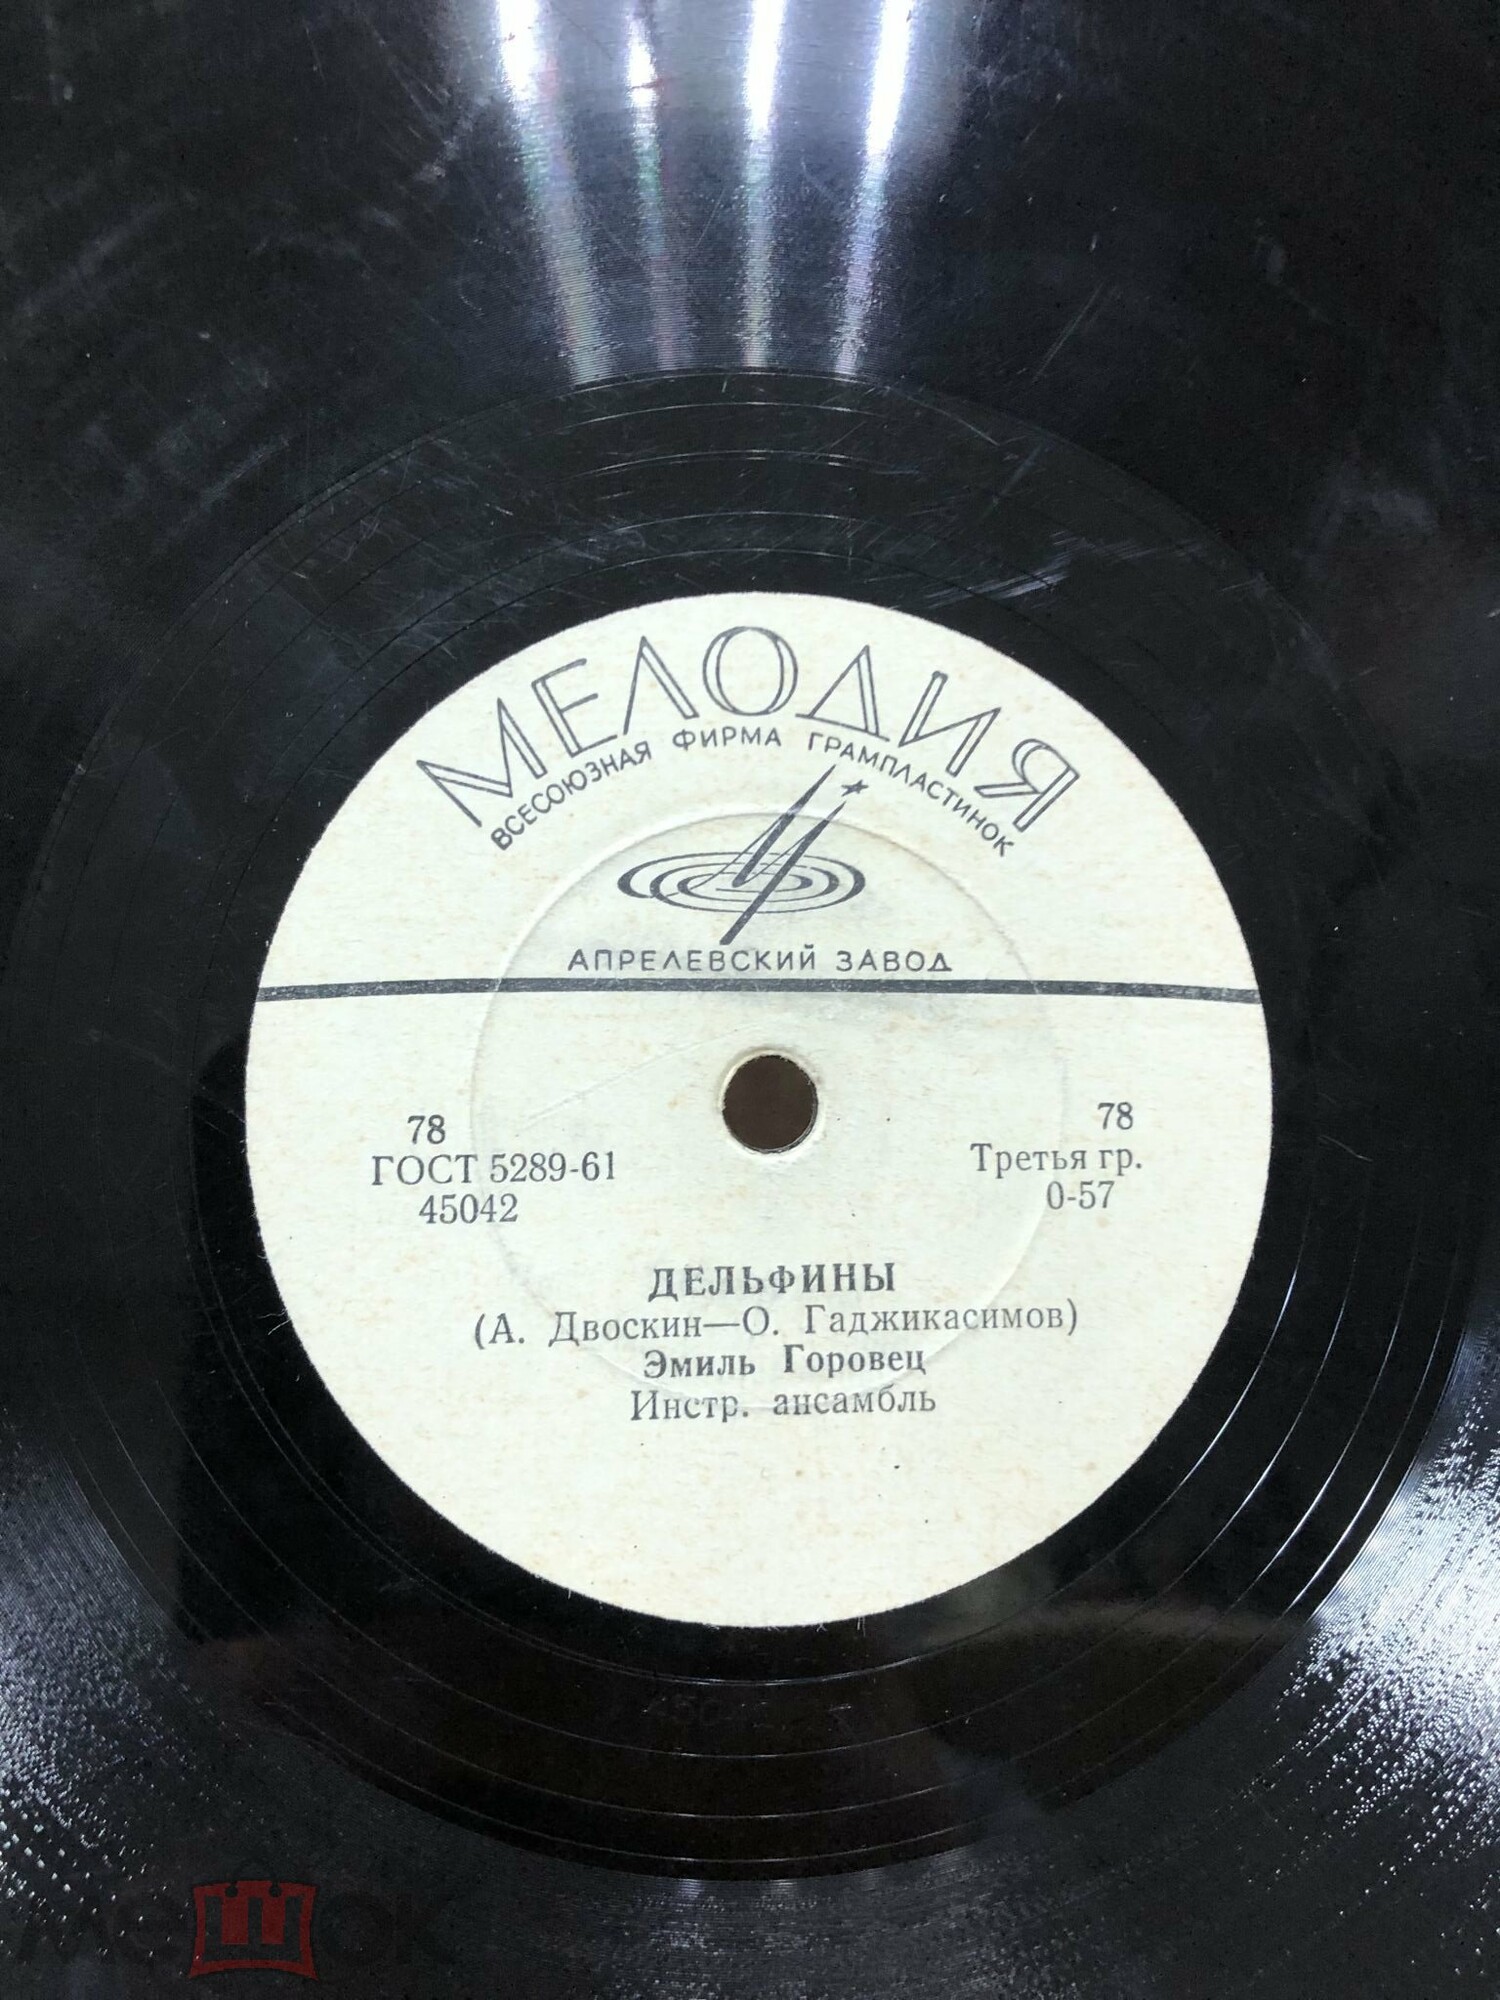 МЕЛОДИЯ
ВСЕСОЮЗНАЯ ФИРМА ГРАМПЛАСТИНОК
АПРЕЛЕВСКИЙ ЗАВОД
78
ГОСТ 5289-61
45042
78
Третья гр.
0-57
ДЕЛЬФИНЫ
(А. Двоскин—О. Гаджикасимов)
Эмиль Горовец
Инстр. ансамбль
мешок